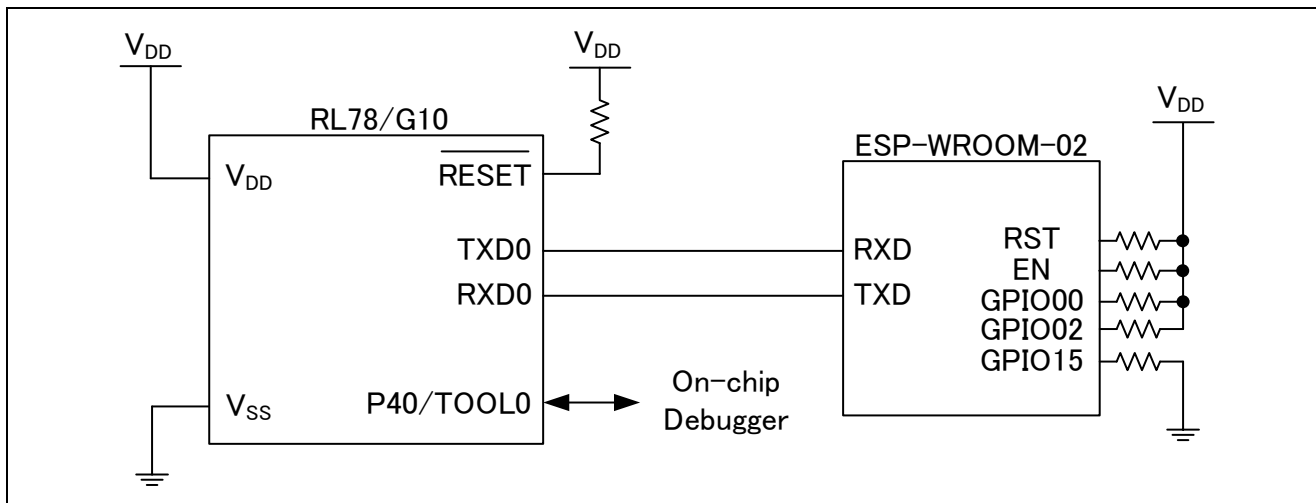 VDD
VDD
VDD
RL78/G10
ESP-WROOM-02
VDD
RESET
TXD0
RXD0
P40/TOOL0
VSS
On-chip
Debugger
RXD
TXD
RST
EN
GPIO00
GPIO02
GPIO15